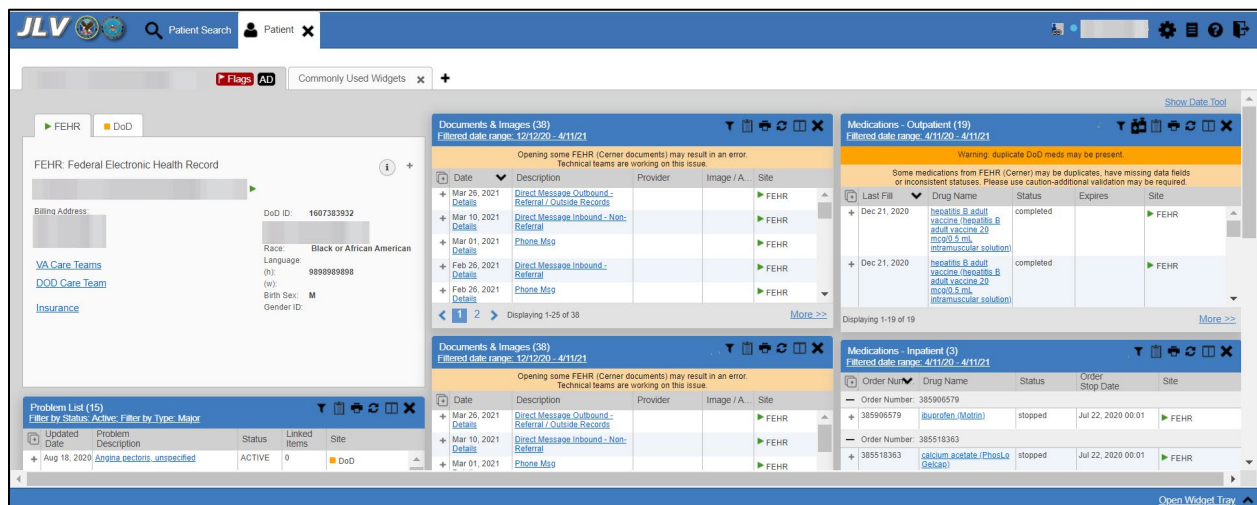 JLV Patient Search Patient
Flags AD Commonly Used Widgets
Show Date Tool
FEHR DoD
FEHR: Federal Electronic Health Record
Billing Address:
DoD ID: 1607383932
Race: Black or African American
Language:
(h): 9898989898
(w):
Birth Sex: M
Gender ID:
VA Care Teams
DOD Care Team
Insurance
Problem List (15)
Filter by Status: Active; Filter by Type: Major
Updated Date Problem Description Status Linked Items Site
Aug 18, 2020 Angina pectoris, unspecified ACTIVE 0 DoD
Documents & Images (38)
Filtered date range: 12/12/20 - 4/11/21
Opening some FEHR (Cerner documents) may result in an error.
Technical teams are working on this issue.
Date Description Provider Image / A... Site
Mar 26, 2021 Direct Message Outbound - FEHR
Details Referral / Outside Records
Mar 10, 2021 Direct Message Inbound - Non- FEHR
Details Referral
Mar 01, 2021 Phone Msg FEHR
Details
Feb 26, 2021 Direct Message Inbound - FEHR
Details Referral
Feb 26, 2021 Phone Msg FEHR
Details
1 2 Displaying 1-25 of 38 More >>
Documents & Images (38)
Filtered date range: 12/12/20 - 4/11/21
Opening some FEHR (Cerner documents) may result in an error.
Technical teams are working on this issue.
Date Description Provider Image / A... Site
Mar 26, 2021 Direct Message Outbound - FEHR
Details Referral / Outside Records
Mar 10, 2021 Direct Message Inbound - Non- FEHR
Details Referral
Mar 01, 2021 Phone Msg FEHR
Medications - Outpatient (19)
Filtered date range: 4/11/20 - 4/11/21
Warning: duplicate DoD meds may be present.
Some medications from FEHR (Cerner) may be duplicates, have missing data fields
or inconsistent statuses. Please use caution-additional validation may be required.
Last Fill Drug Name Status Expires Site
Dec 21, 2020 hepatitis B adult completed FEHR
vaccine (hepatitis B
adult vaccine 20
mcg/0.5 mL
intramuscular solution)
Dec 21, 2020 hepatitis B adult completed FEHR
vaccine (hepatitis B
adult vaccine 20
mcg/0.5 mL
intramuscular solution)
Displaying 1-19 of 19 More >>
Medications - Inpatient (3)
Filtered date range: 4/11/20 - 4/11/21
Order Num Drug Name Status Order Stop Date Site
Order Number: 385906579
385906579 ibuprofen (Motrin) stopped Jul 22, 2020 00:01 FEHR
Order Number: 385518363
385518363 calcium acetate (PhosLo stopped Jul 22, 2020 00:01 FEHR
Gelcap)
Open Widget Tray